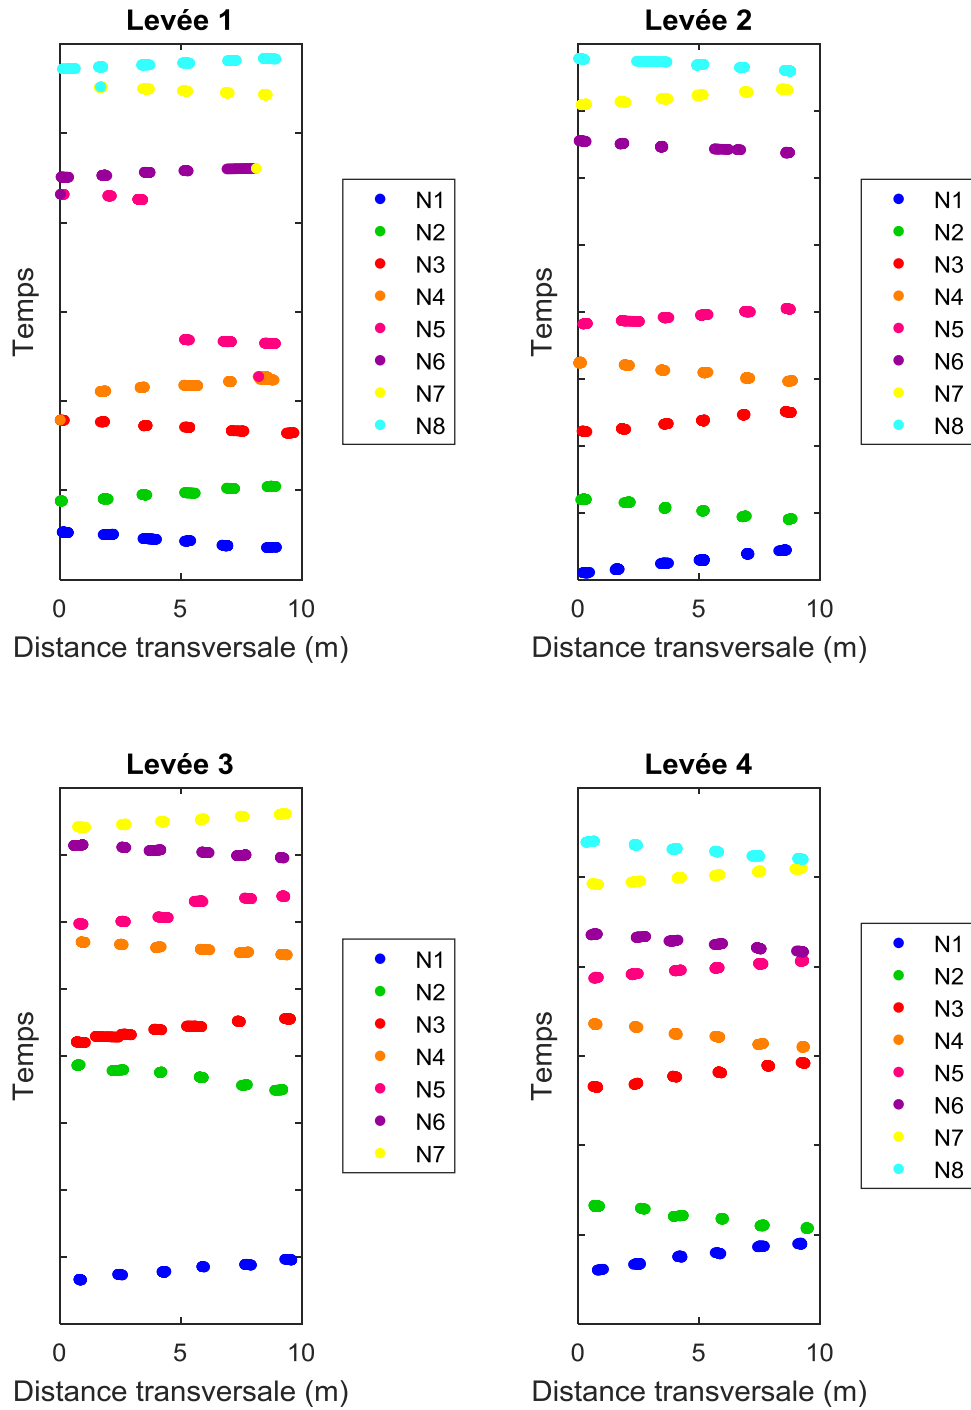 Levée 1
Temps
N1
N2
N3
N4
N5
N6
N7
N8
0 5 10
Distance transversale (m)
Levée 2
Temps
N1
N2
N3
N4
N5
N6
N7
N8
0 5 10
Distance transversale (m)
Levée 3
Temps
N1
N2
N3
N4
N5
N6
N7
0 5 10
Distance transversale (m)
Levée 4
Temps
N1
N2
N3
N4
N5
N6
N7
N8
0 5 10
Distance transversale (m)